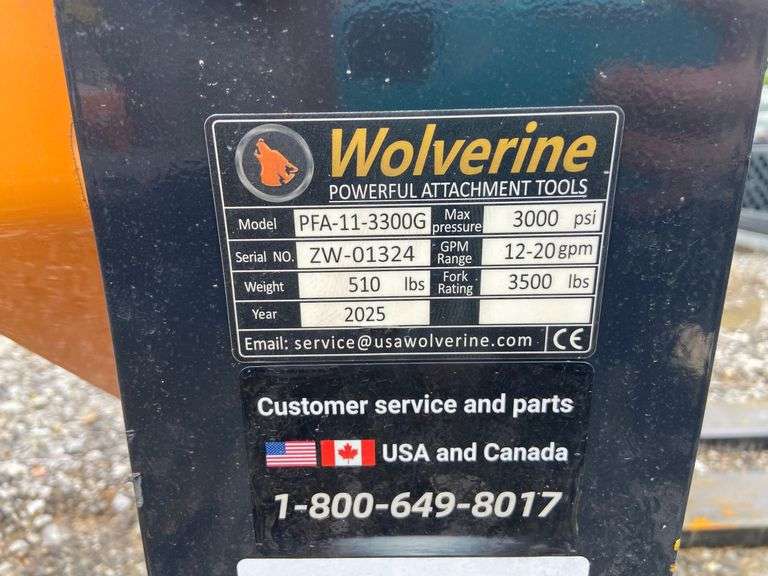 Wolverine
POWERFUL ATTACHMENT TOOLS
Model PFA-11-3300G Max pressure 3000 psi
Serial NO. ZW-01324 GPM Range 12-20 gpm
Weight 510 lbs Fork Rating 3500 lbs
Year 2025
Email: service@usawolverine.com CE
Customer service and parts
USA and Canada
1-800-649-8017